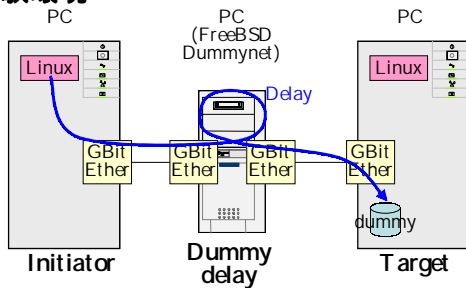 PC
PC
(FreeBSD
Dummynet)
PC
Linux
Linux
Delay
GBit
Ether
GBit
Ether
GBit
Ether
GBit
Ether
dummy
Initiator
Dummy
delay
Target